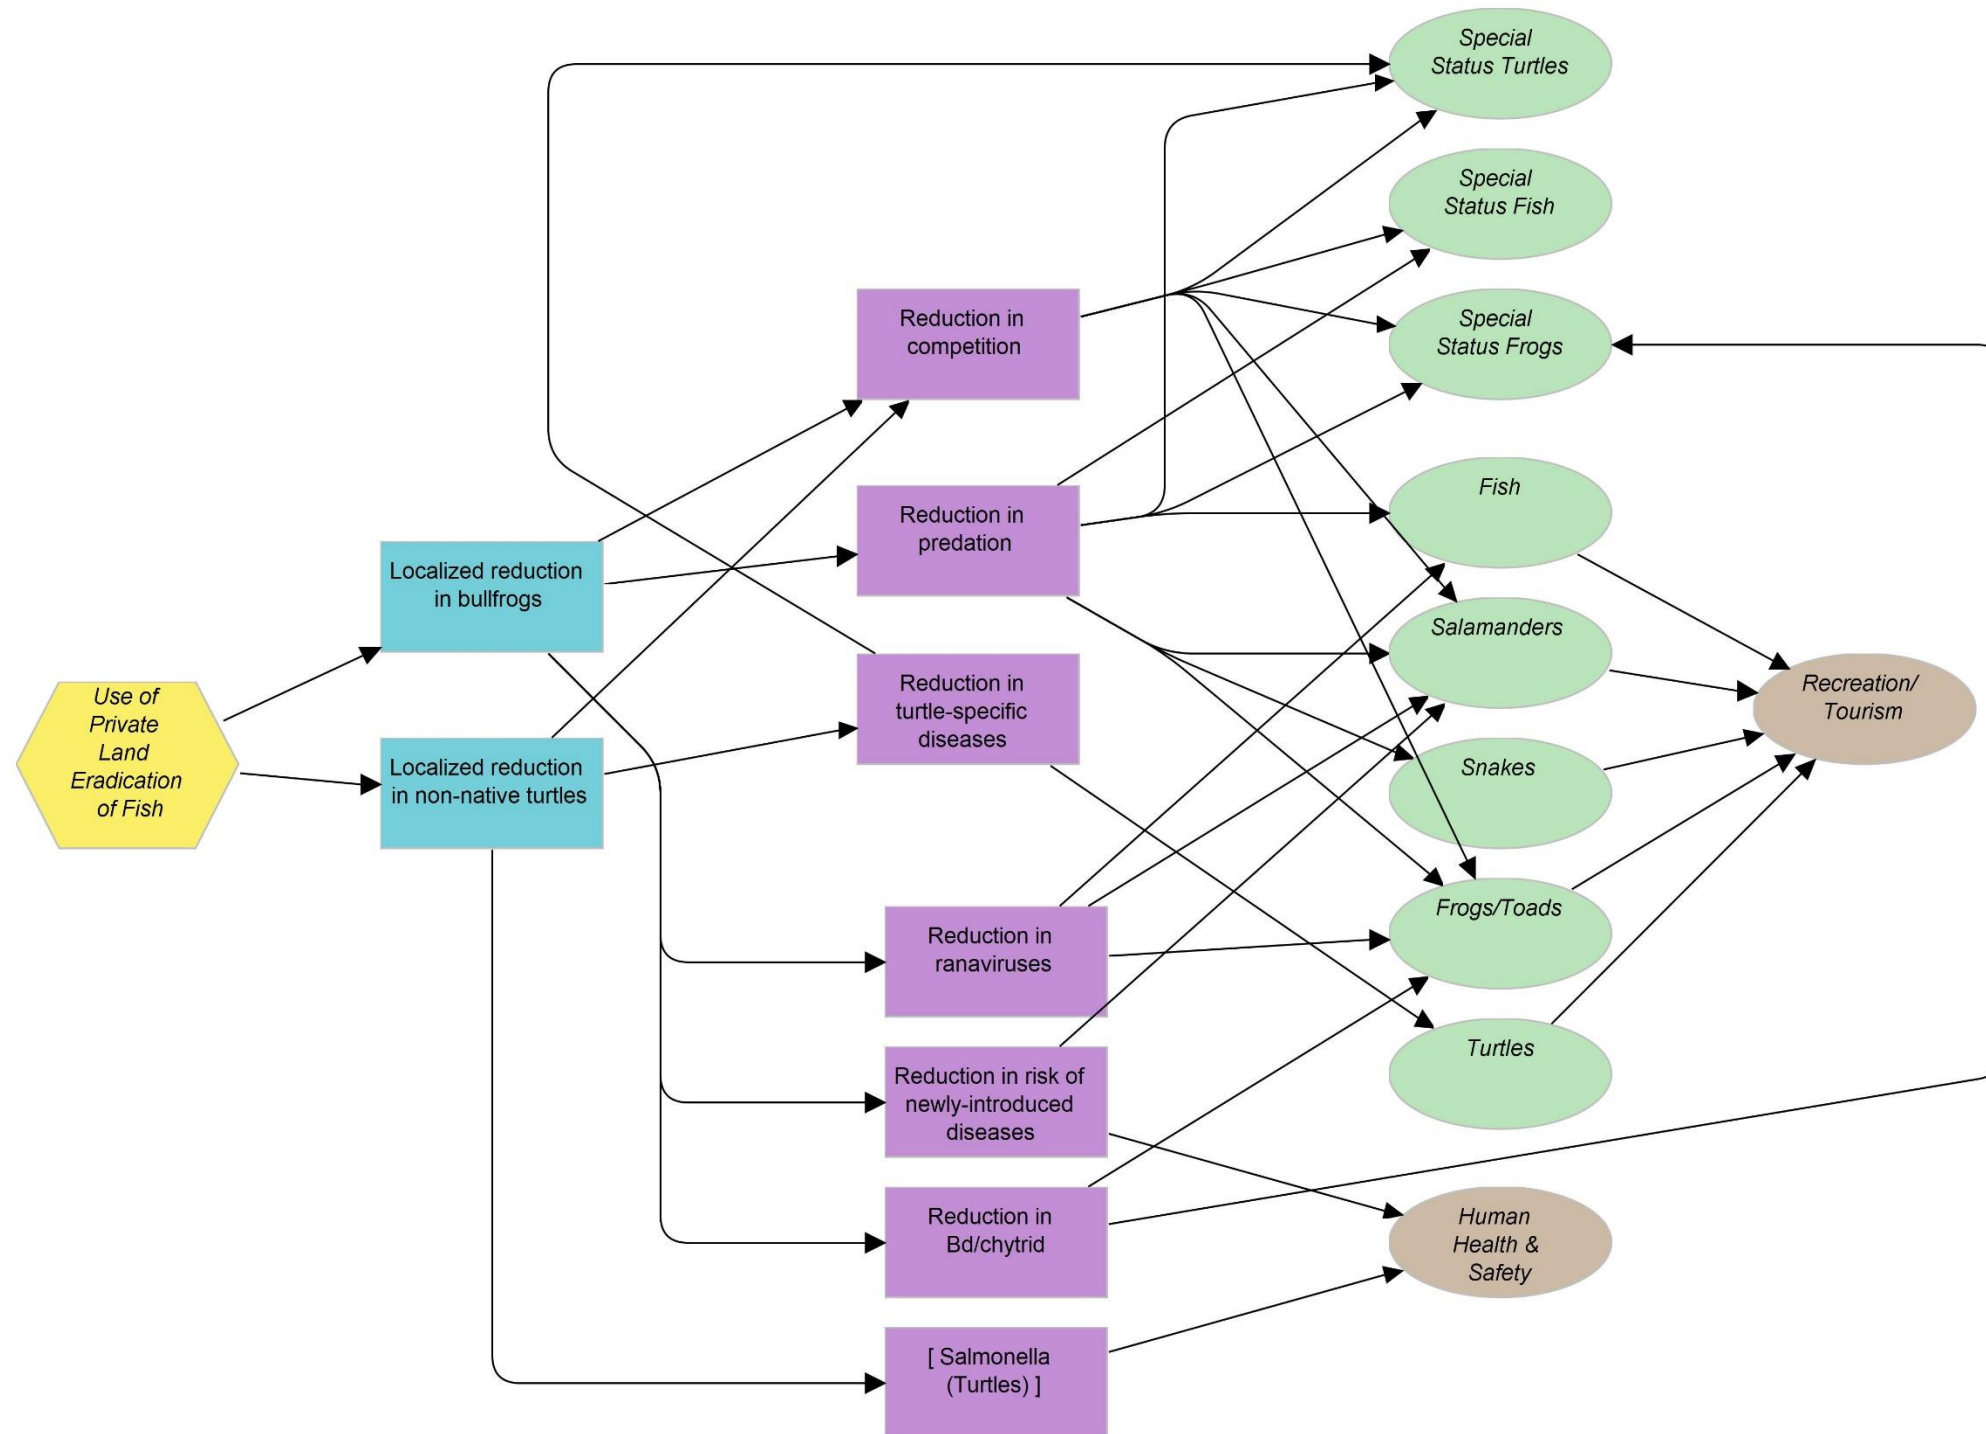 Use of
Private
Land
Eradication
of Fish
Localized reduction
in bullfrogs
Localized reduction
in non-native turtles
Reduction in
competition
Reduction in
predation
Reduction in
turtle-specific
diseases
Reduction in
ranaviruses
Reduction in risk of
newly-introduced
diseases
Reduction in
Bd/chytrid
[ Salmonella
(Turtles) ]
Special
Status Turtles
Special
Status Fish
Special
Status Frogs
Fish
Salamanders
Snakes
Frogs/Toads
Turtles
Human
Health &
Safety
Recreation/
Tourism